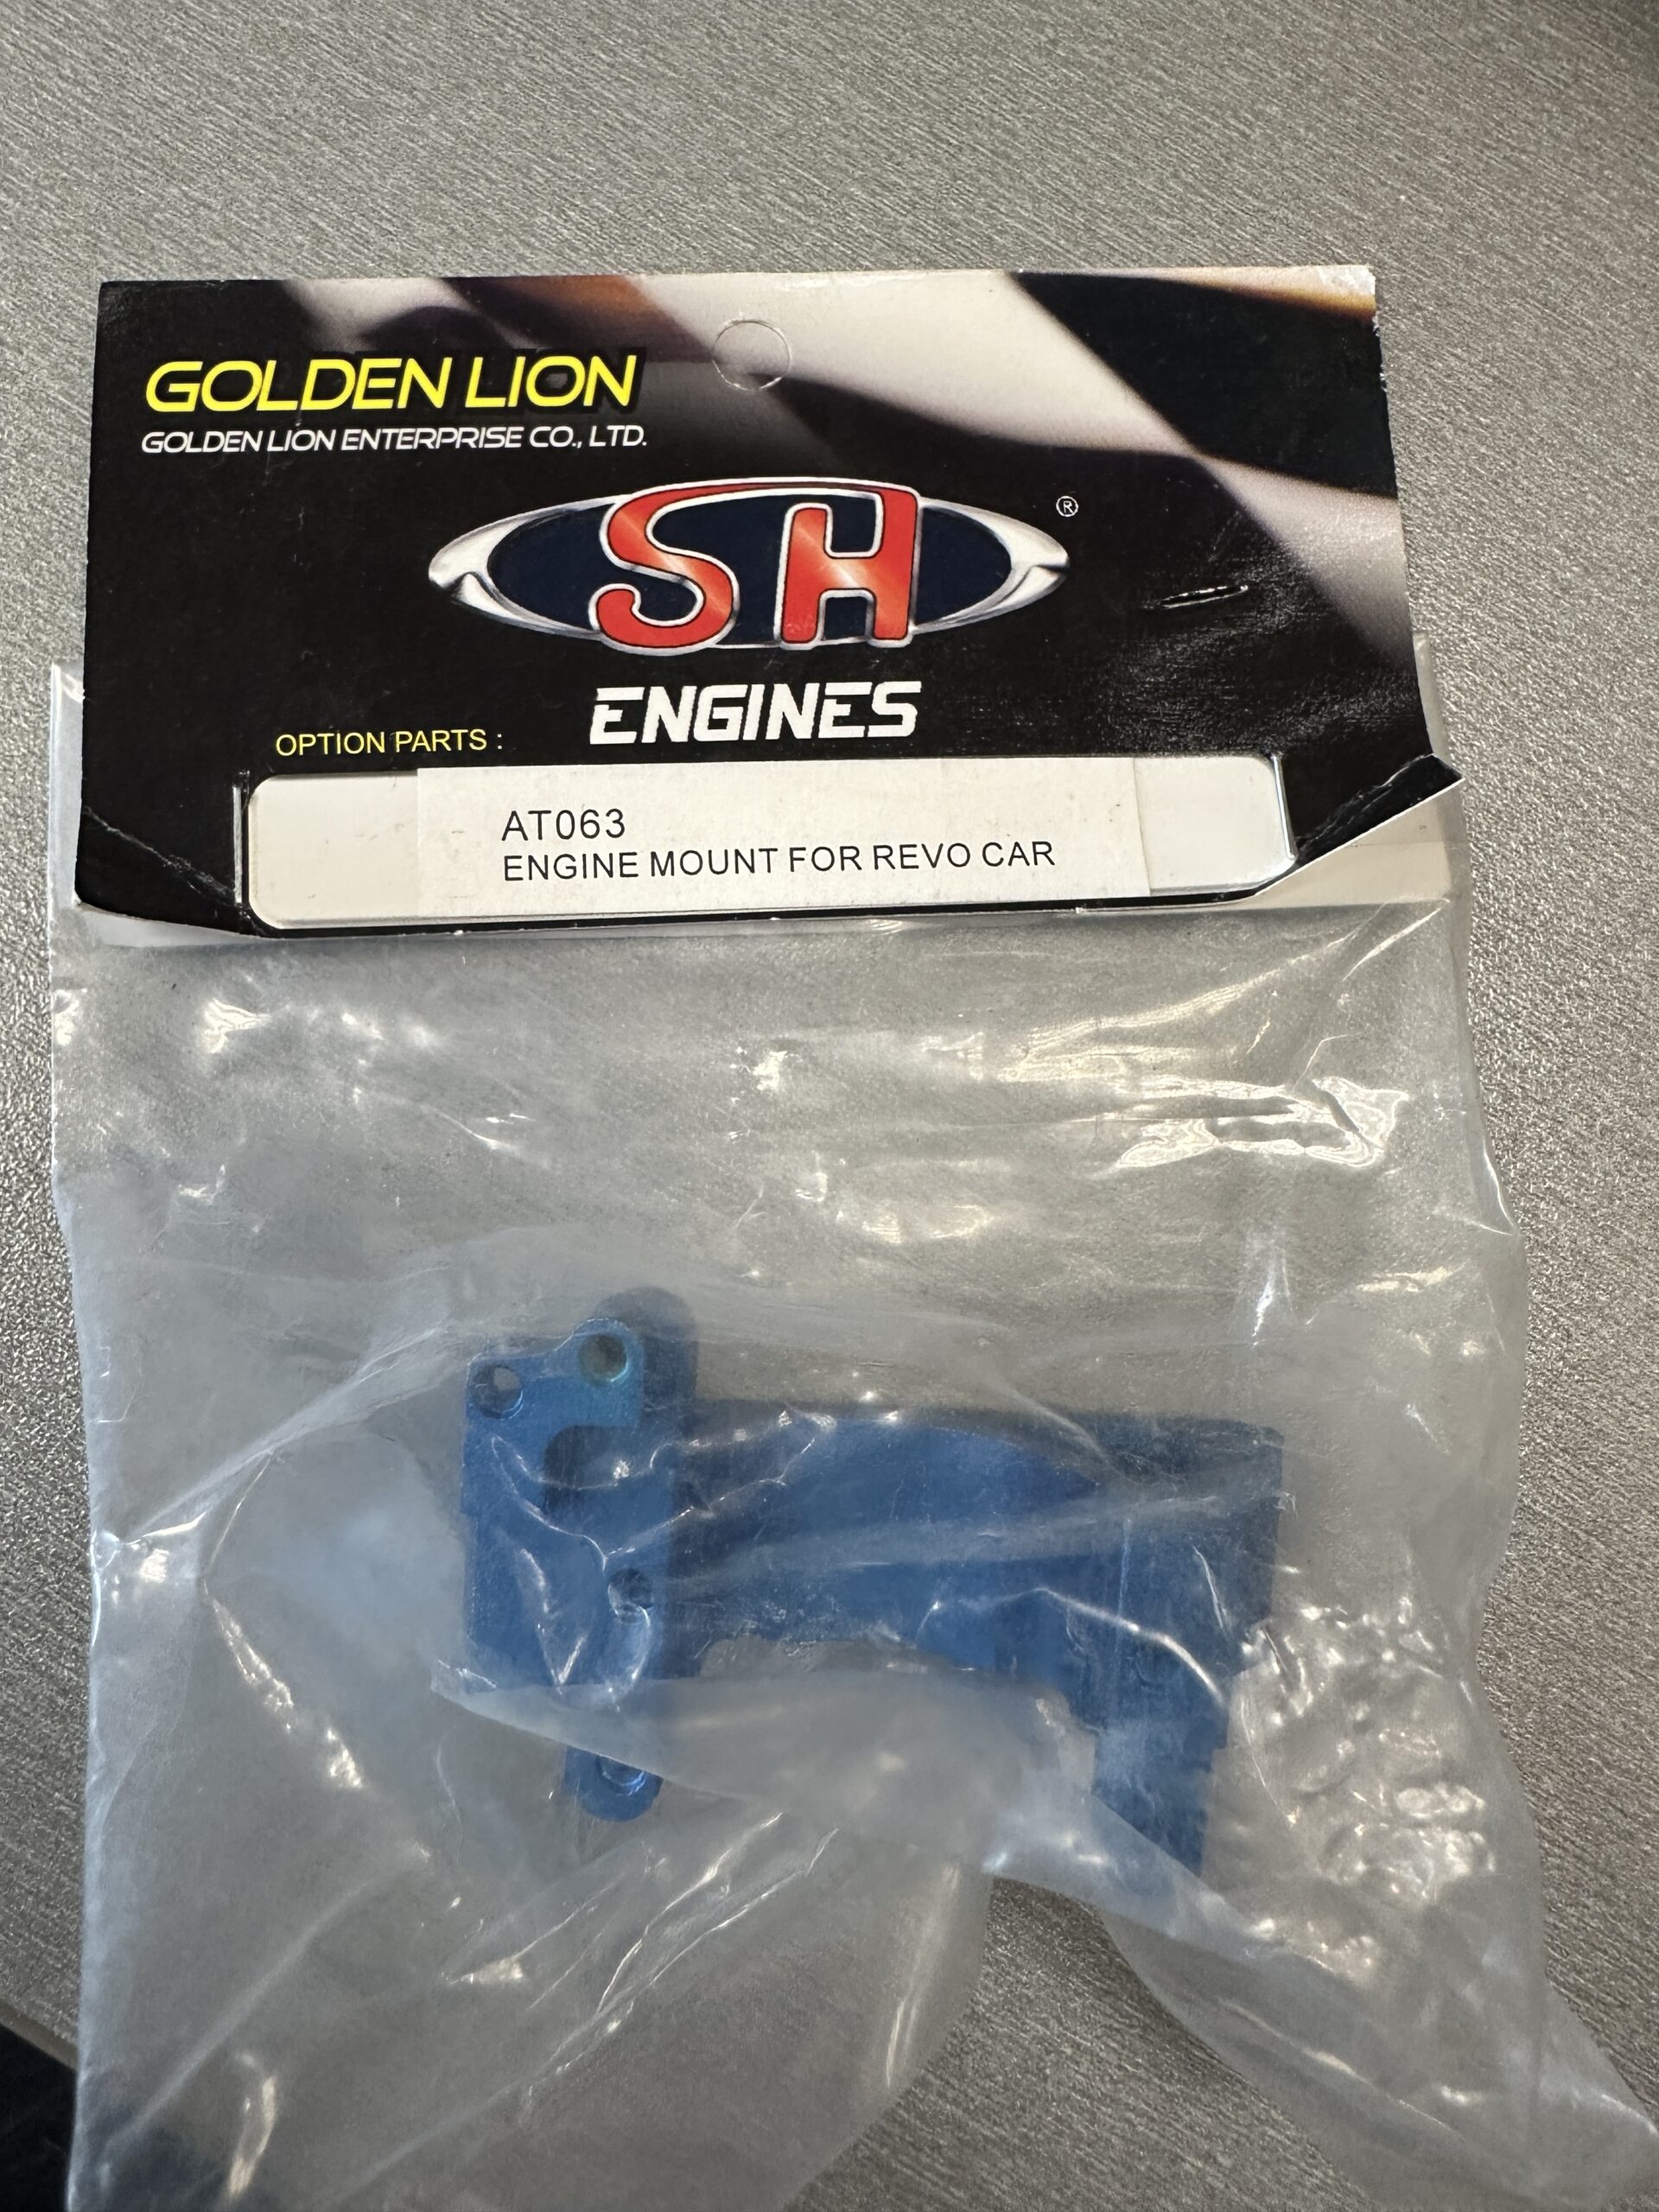 GOLDEN LION
GOLDEN LION ENTERPRISE CO., LTD.
SH ®
ENGINES
OPTION PARTS :
AT063
ENGINE MOUNT FOR REVO CAR